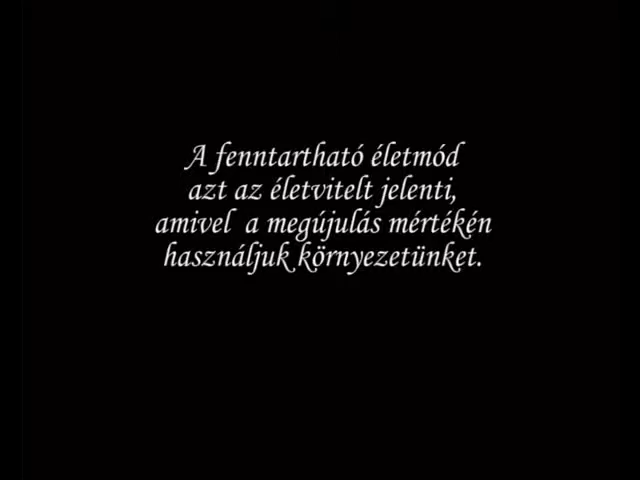 A fenntartható életmód
azt az életvitelt jelenti,
amivel a megújulás mértékén
használjuk környezetünket.